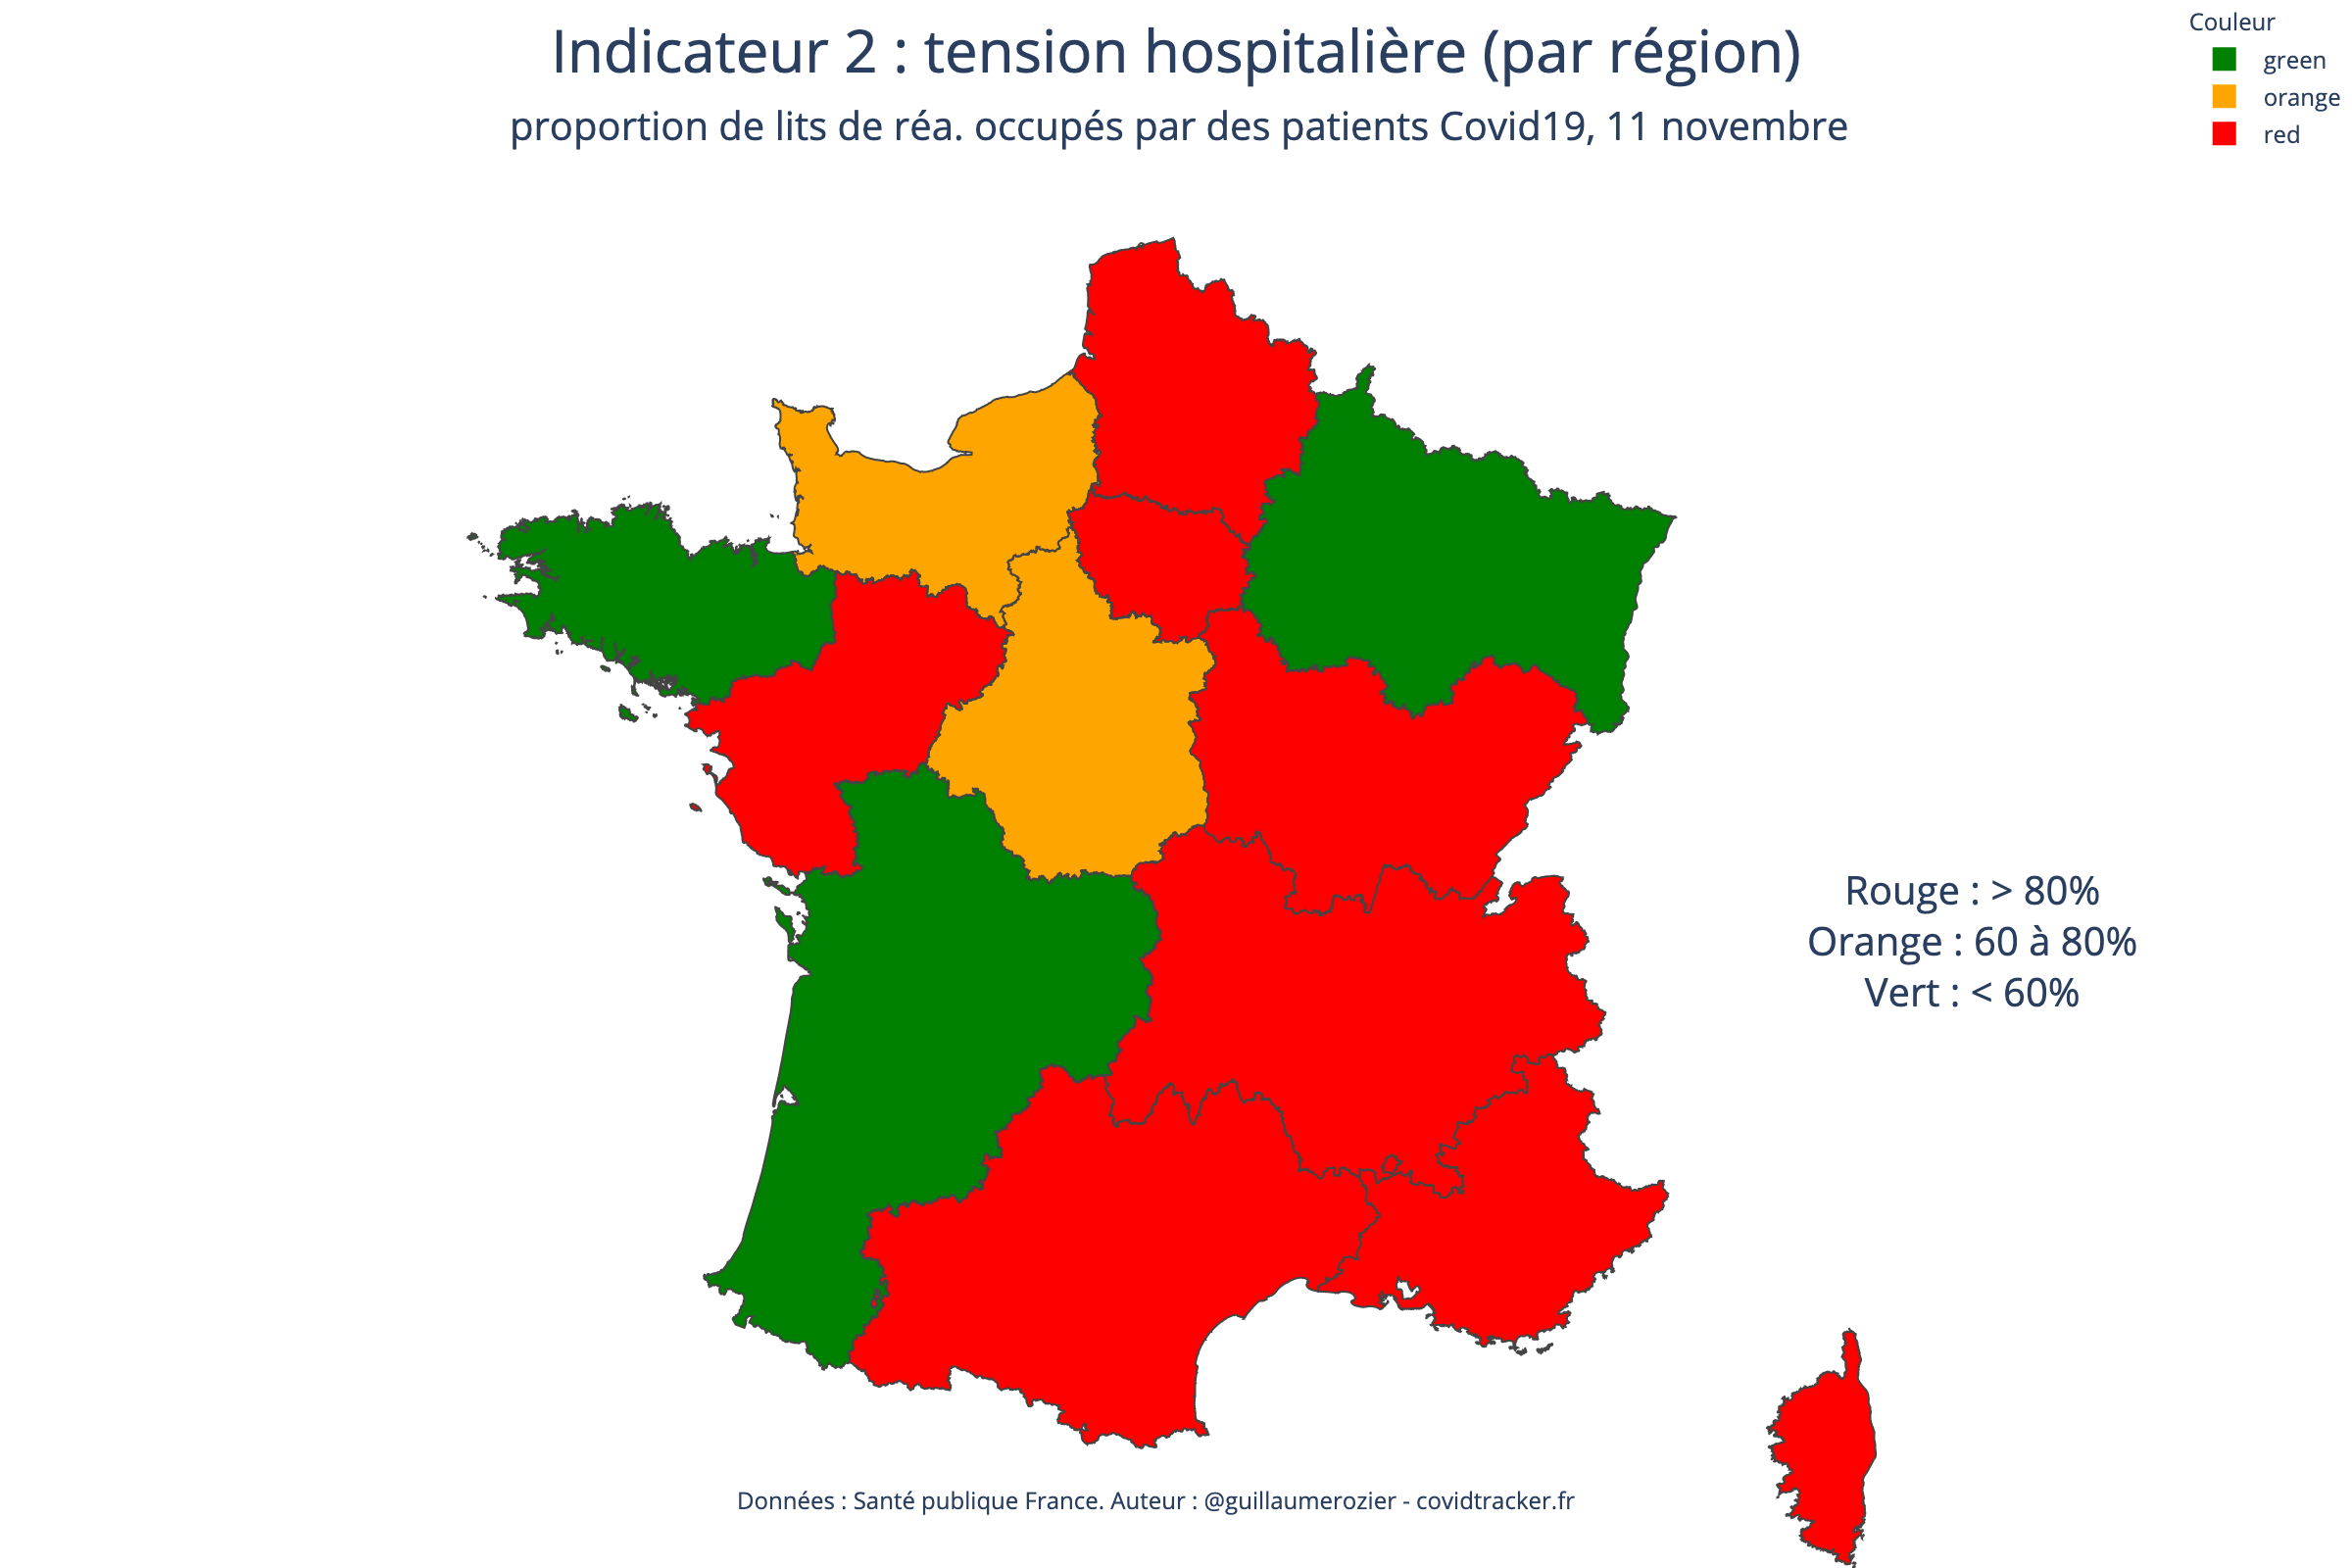 Indicateur 2 : tension hospitalière (par région)
proportion de lits de réa. occupés par des patients Covid19, 11 novembre
Couleur
green
orange
red
Rouge : > 80%
Orange : 60 à 80%
Vert : < 60%
Données : Santé publique France. Auteur : @guillaumerozier - covidtracker.fr